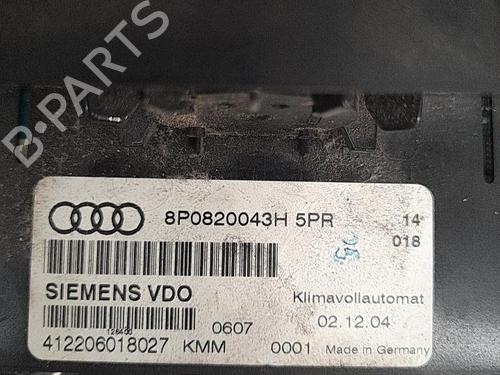 B-PARTS
8P0820043H 5PR
14
018
SIEMENS VDO
Klimavollautomat
0607
02.12.04
412206018027 KMM 0001 Made in Germany